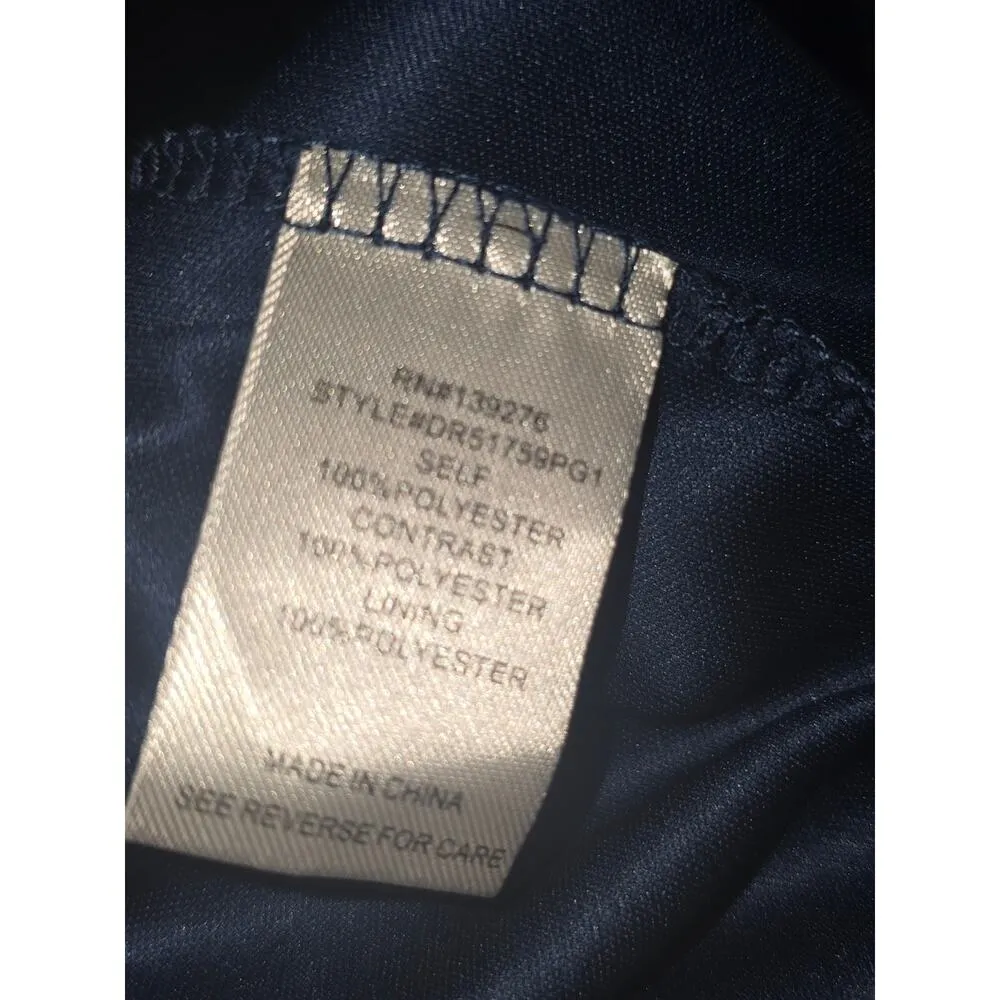 RN#139276
STYLE#DR51759PG1
SELF
100%POLYESTER
CONTRAST
100%POLYESTER
LINING
100%POLYESTER
MADE IN CHINA
SEE REVERSE FOR CARE